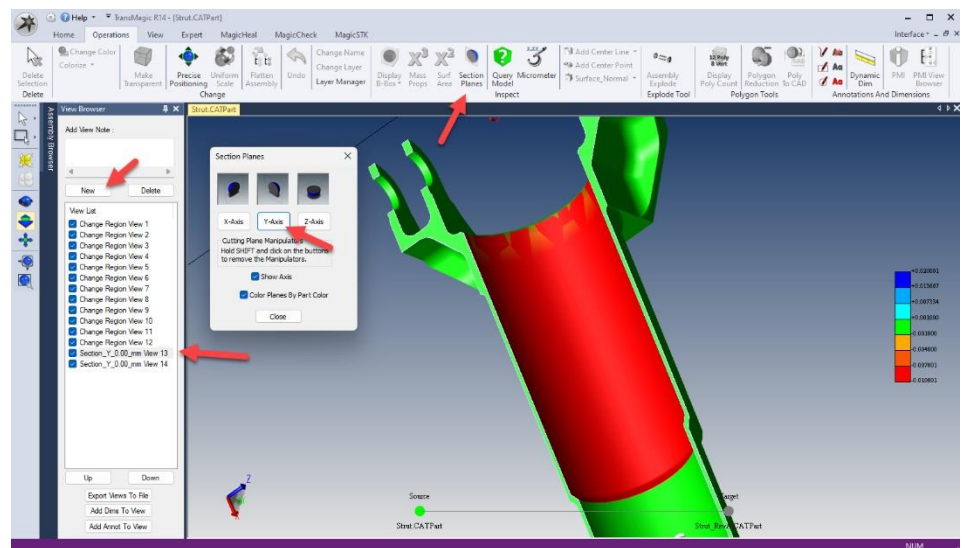 Help TransMagic R14 - [Strut.CATPart]
Home Operations View Expert MagicHeal MagicCheck MagicSTK Interface
Delete Selection
Delete
Change Color
Colorize
Make Transparent
Precise Positioning
Uniform Scale
Flatten Assembly
Undo
Change Name
Change Layer
Layer Manager
Change
Display B-Box
Mass Props
Surf Area
Section Planes
Query Model
Micrometer
Add Center Line
Add Center Point
Surface_Normal
Inspect
Assembly Explode
Explode Tool
Display Poly Count
Polygon Reduction
Poly To CAD
Polygon Tools
Dynamic Dim
PMI
PMI View Browser
Annotations And Dimensions
Assembly Browser
View Browser
Strut.CATPart
Add View Note :
New Delete
View List
Change Region View 1
Change Region View 2
Change Region View 3
Change Region View 4
Change Region View 5
Change Region View 6
Change Region View 7
Change Region View 8
Change Region View 9
Change Region View 10
Change Region View 11
Change Region View 12
Section_Y_0.00_mm View 13
Section_Y_0.00_mm View 14
Up Down
Export Views To File
Add Dims To View
Add Annot To View
Section Planes
X-Axis Y-Axis Z-Axis
Cutting Plane Manipulators
Hold SHIFT and click on the buttons
to remove the Manipulators.
Show Axis
Color Planes By Part Color
Close
Z
Source
Strut.CATPart
NUM